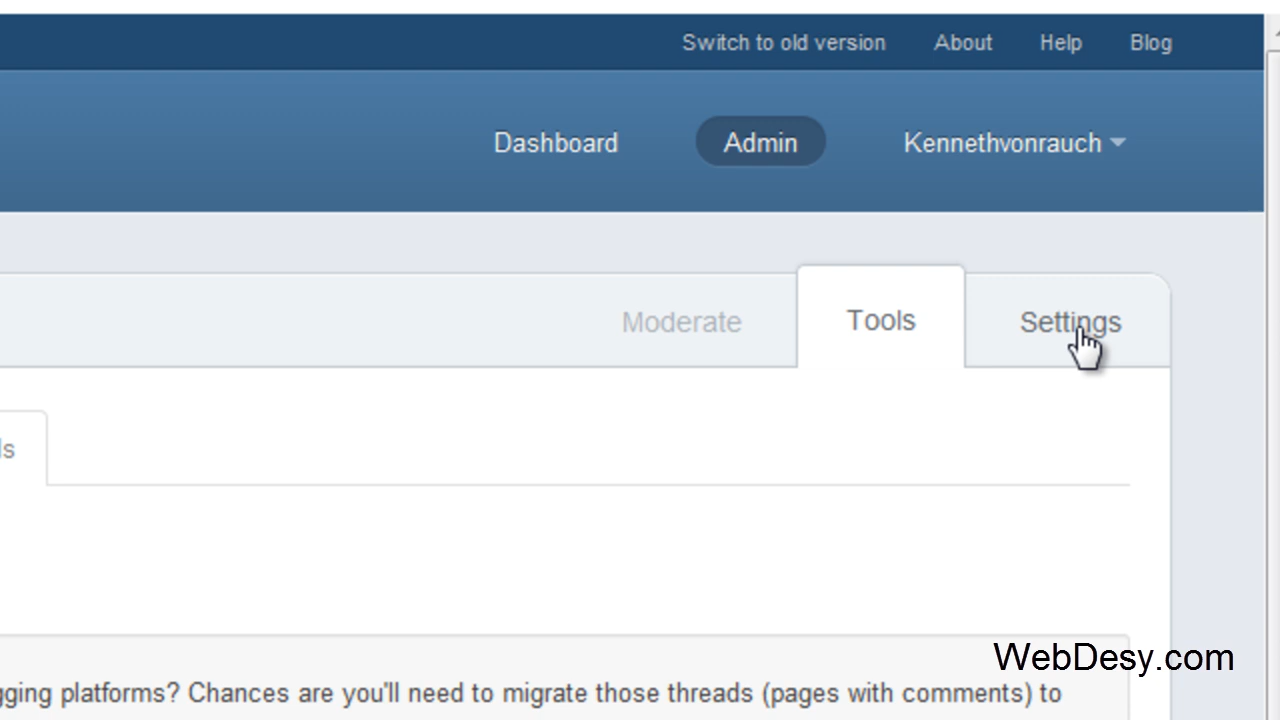 Switch to old version About Help Blog
Dashboard Admin Kennethvonrauch
Moderate Tools Settings
ls
WebDesy.com
gging platforms? Chances are you'll need to migrate those threads (pages with comments) to